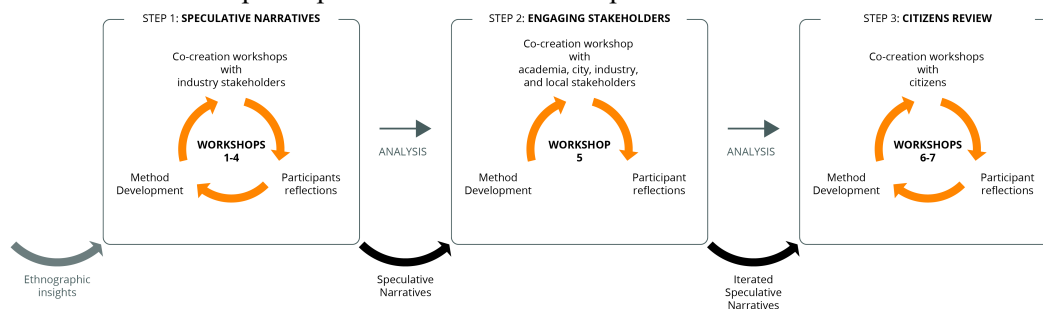 STEP 1: SPECULATIVE NARRATIVES
Co-creation workshops
with
industry stakeholders
WORKSHOPS
1-4
Method
Development
Participants
reflections
Ethnographic
insights
ANALYSIS
Speculative
Narratives
STEP 2: ENGAGING STAKEHOLDERS
Co-creation workshop
with
academia, city, industry,
and local stakeholders
WORKSHOP
5
Method
Development
Participant
reflections
ANALYSIS
Iterated
Speculative
Narratives
STEP 3: CITIZENS REVIEW
Co-creation workshops
with
citizens
WORKSHOPS
6-7
Method
Development
Participant
reflections